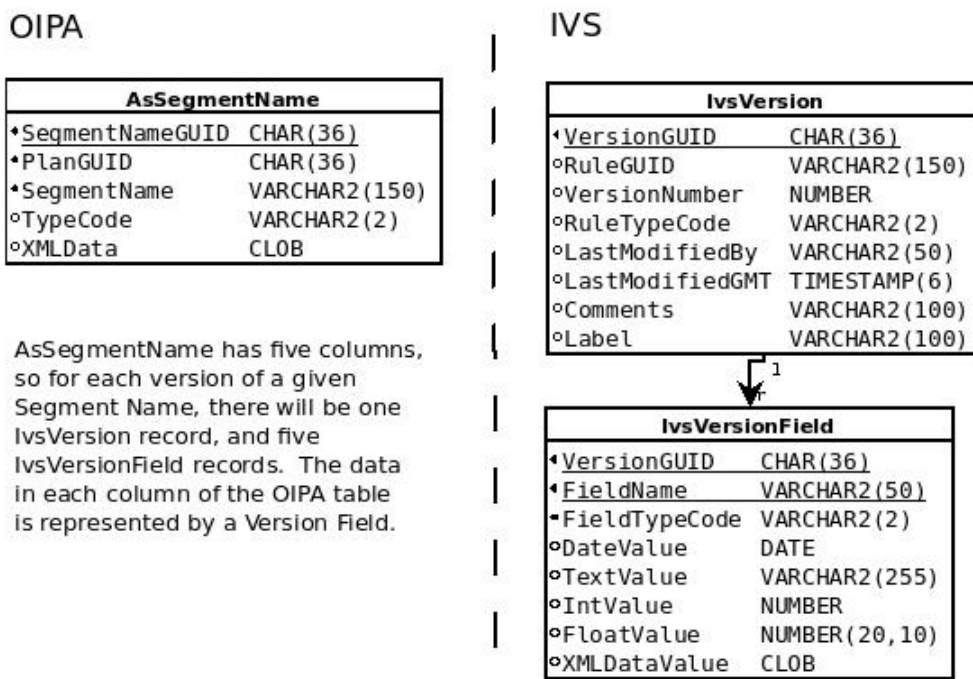 OIPA
AsSegmentName
SegmentNameGUID CHAR(36)
PlanGUID CHAR(36)
SegmentName VARCHAR2(150)
TypeCode VARCHAR2(2)
XMLData CLOB
AsSegmentName has five columns,
so for each version of a given
Segment Name, there will be one
IvsVersion record, and five
IvsVersionField records. The data
in each column of the OIPA table
is represented by a Version Field.
IVS
IvsVersion
VersionGUID CHAR(36)
RuleGUID VARCHAR2(150)
VersionNumber NUMBER
RuleTypeCode VARCHAR2(2)
LastModifiedBy VARCHAR2(50)
LastModifiedGMT TIMESTAMP(6)
Comments VARCHAR2(100)
Label VARCHAR2(100)
1
IvsVersionField
VersionGUID CHAR(36)
FieldName VARCHAR2(50)
FieldTypeCode VARCHAR2(2)
DateValue DATE
TextValue VARCHAR2(255)
IntValue NUMBER
FloatValue NUMBER(20,10)
XMLDataValue CLOB